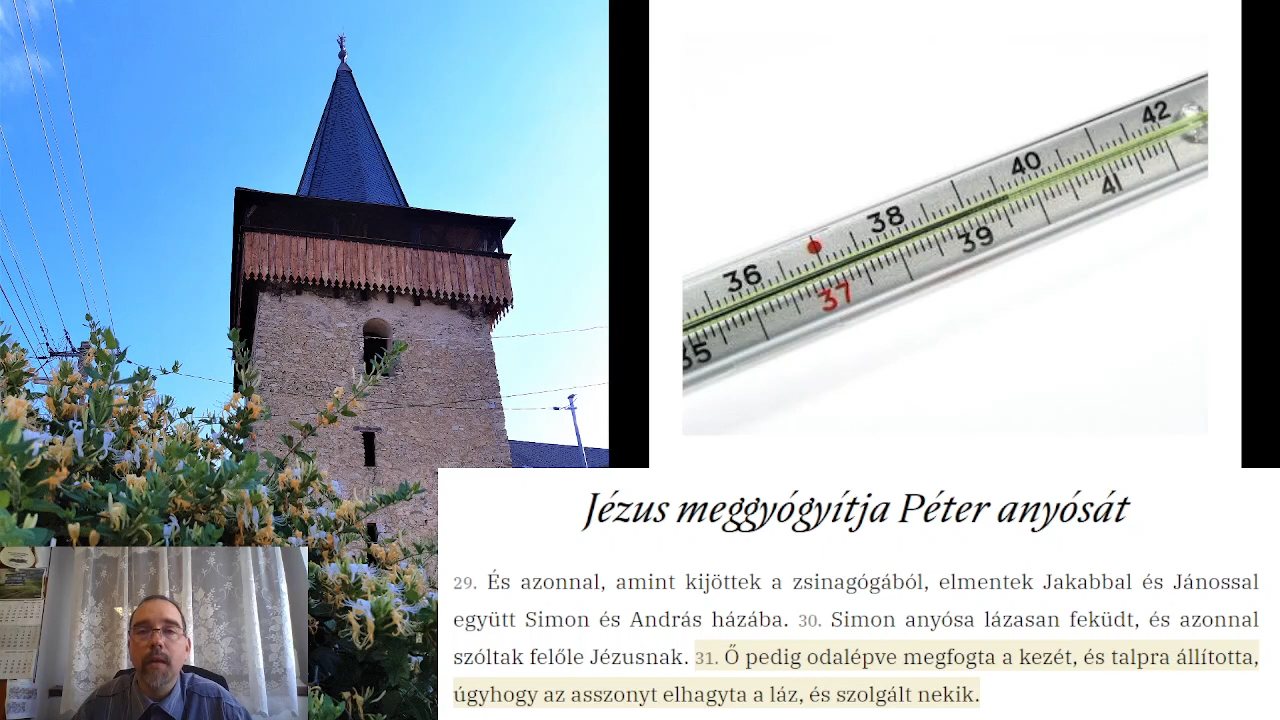 42
40
41
38
39
36
37
35
Jézus meggyógyítja Péter anyósát
29. És azonnal, amint kijöttek a zsinagógából, elmentek Jakabbal és Jánossal
együtt Simon és András házába. 30. Simon anyósa lázasan feküdt, és azonnal
szóltak felőle Jézusnak. 31. Ő pedig odalépve megfogta a kezét, és talpra állította,
úgyhogy az asszonyt elhagyta a láz, és szolgált nekik.